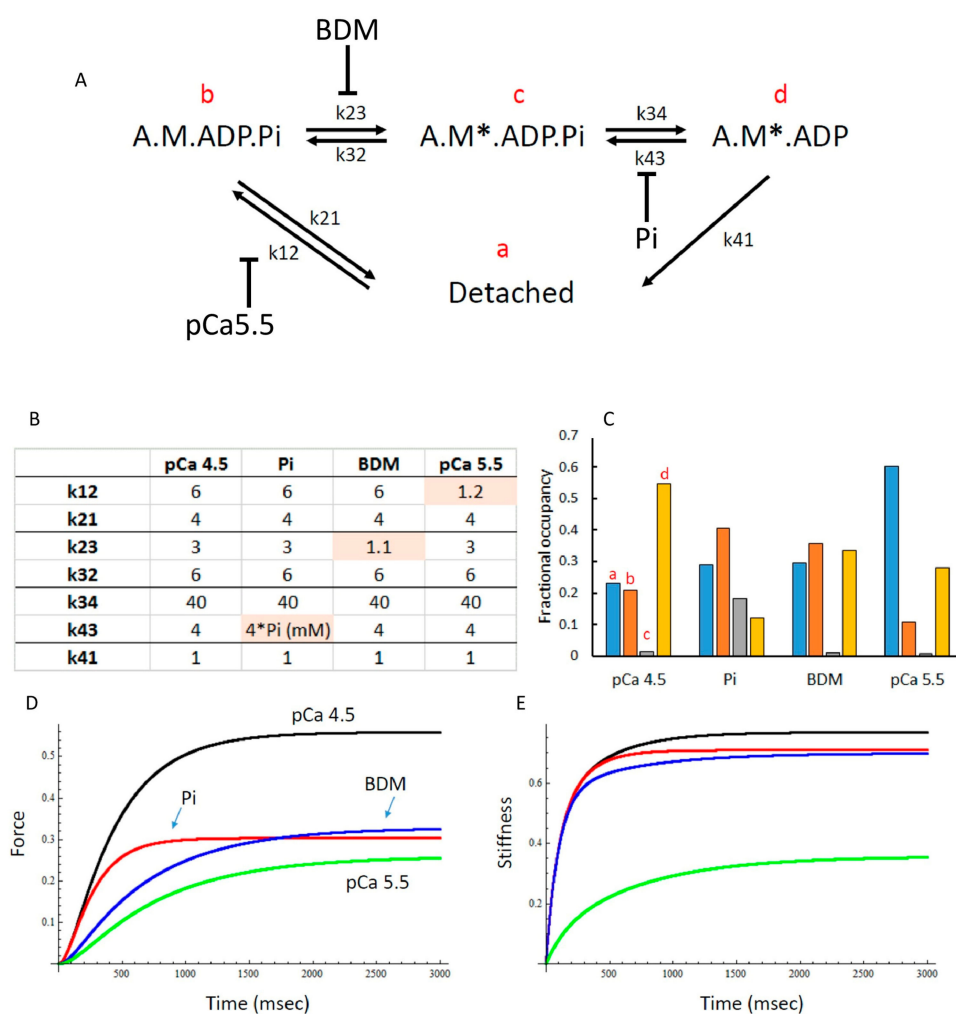 BDM
A
b
c
d
k23
k34
A.M.ADP.Pi
A.M*.ADP.Pi
A.M*.ADP
k32
k43
k21
k12
a
Pi
k41
Detached
pCa5.5
B
pCa 4.5 Pi BDM pCa 5.5
k12 6 6 6 1.2
k21 4 4 4 4
k23 3 3 1.1 3
k32 6 6 6 6
k34 40 40 40 40
k43 4 4*Pi (mM) 4 4
k41 1 1 1 1
C
Fractional occupancy
0.7
0.6
0.5
0.4
0.3
0.2
0.1
0
a
b
c
d
pCa 4.5 Pi BDM pCa 5.5
D
Force
0.5
0.4
0.3
0.2
0.1
pCa 4.5
Pi
BDM
pCa 5.5
500 1000 1500 2000 2500 3000
Time (msec)
E
Stiffness
0.6
0.4
0.2
500 1000 1500 2000 2500 3000
Time (msec)